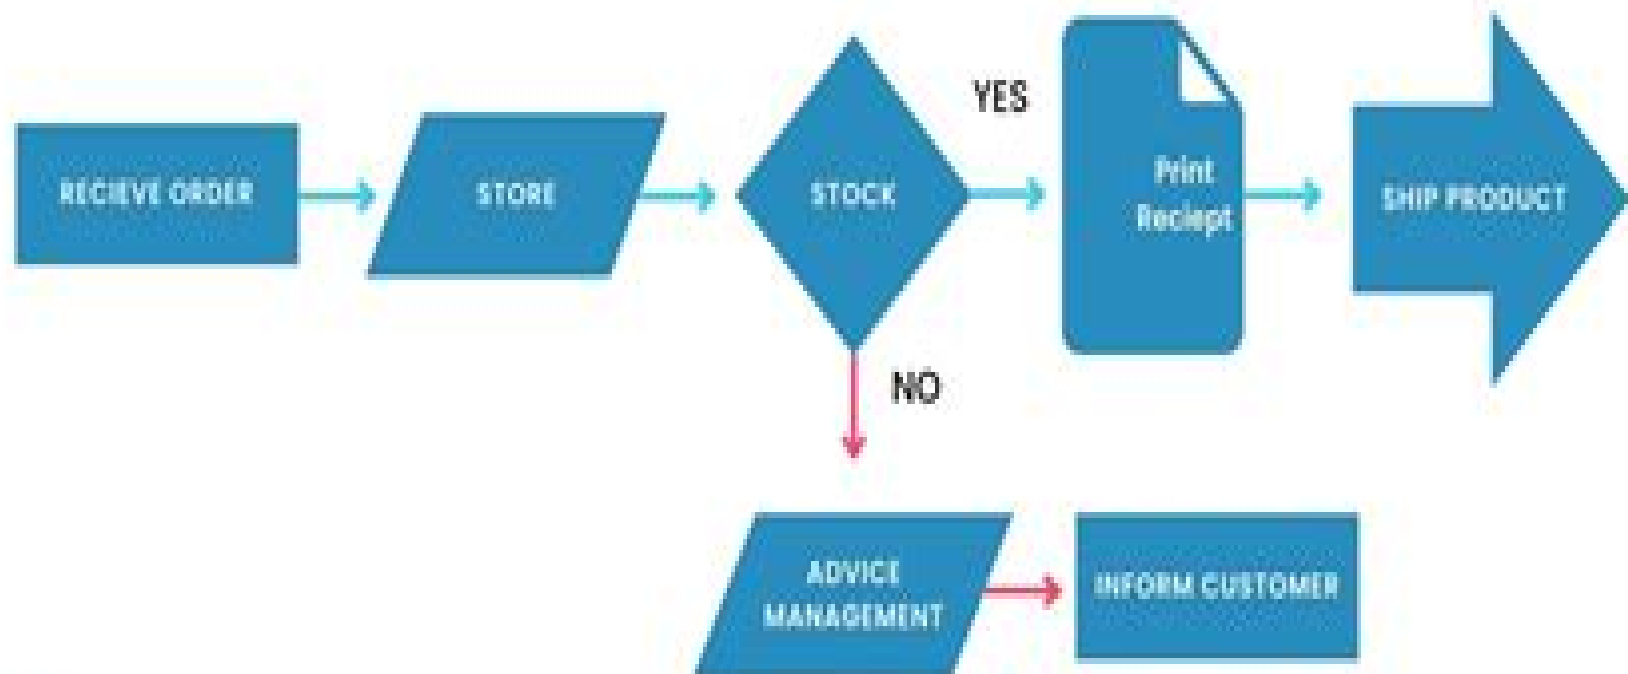 RECIEVE ORDER
STORE
STOCK
YES
Print
Reciept
SHIP PRODUCT
NO
ADVICE
MANAGEMENT
INFORM CUSTOMER